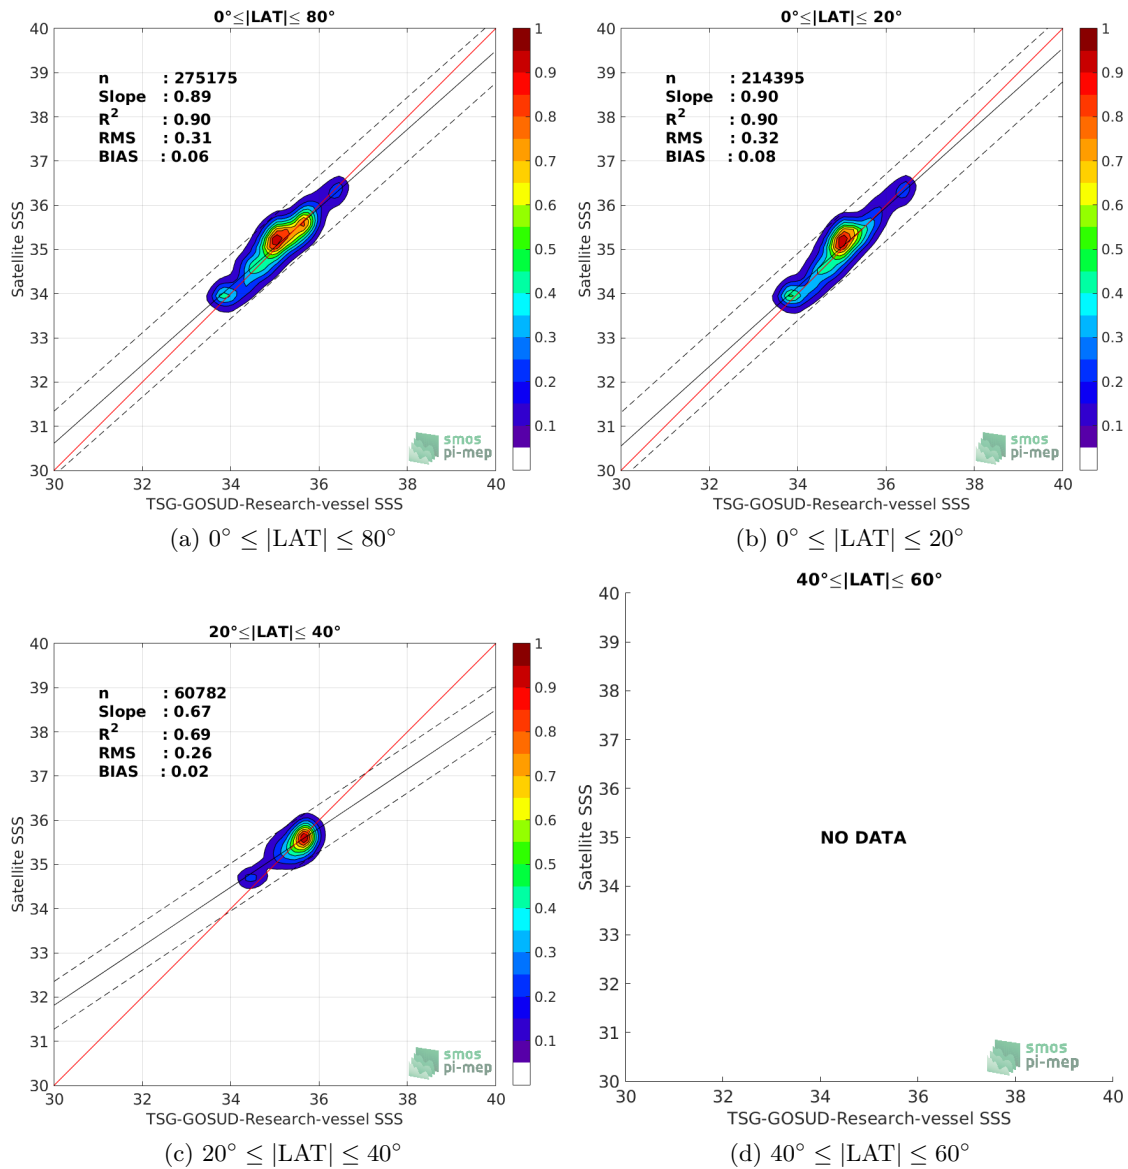 0°≤|LAT|≤ 80°
40
39
38
37
36
35
34
33
32
31
30
30
32
34
36
38
40
Satellite SSS
TSG-GOSUD-Research-vessel SSS
n : 275175
Slope : 0.89
R2 : 0.90
RMS : 0.31
BIAS : 0.06
1
0.9
0.8
0.7
0.6
0.5
0.4
0.3
0.2
0.1
smos
pi-mep
(a) 0° ≤ |LAT| ≤ 80°
0°≤|LAT|≤ 20°
40
39
38
37
36
35
34
33
32
31
30
30
32
34
36
38
40
Satellite SSS
TSG-GOSUD-Research-vessel SSS
n : 214395
Slope : 0.90
R2 : 0.90
RMS : 0.32
BIAS : 0.08
1
0.9
0.8
0.7
0.6
0.5
0.4
0.3
0.2
0.1
smos
pi-mep
(b) 0° ≤ |LAT| ≤ 20°
20°≤|LAT|≤ 40°
40
39
38
37
36
35
34
33
32
31
30
30
32
34
36
38
40
Satellite SSS
TSG-GOSUD-Research-vessel SSS
n : 60782
Slope : 0.67
R2 : 0.69
RMS : 0.26
BIAS : 0.02
1
0.9
0.8
0.7
0.6
0.5
0.4
0.3
0.2
0.1
smos
pi-mep
(c) 20° ≤ |LAT| ≤ 40°
40°≤|LAT|≤ 60°
40
39
38
37
36
35
34
33
32
31
30
30
32
34
36
38
40
Satellite SSS
TSG-GOSUD-Research-vessel SSS
NO DATA
smos
pi-mep
(d) 40° ≤ |LAT| ≤ 60°